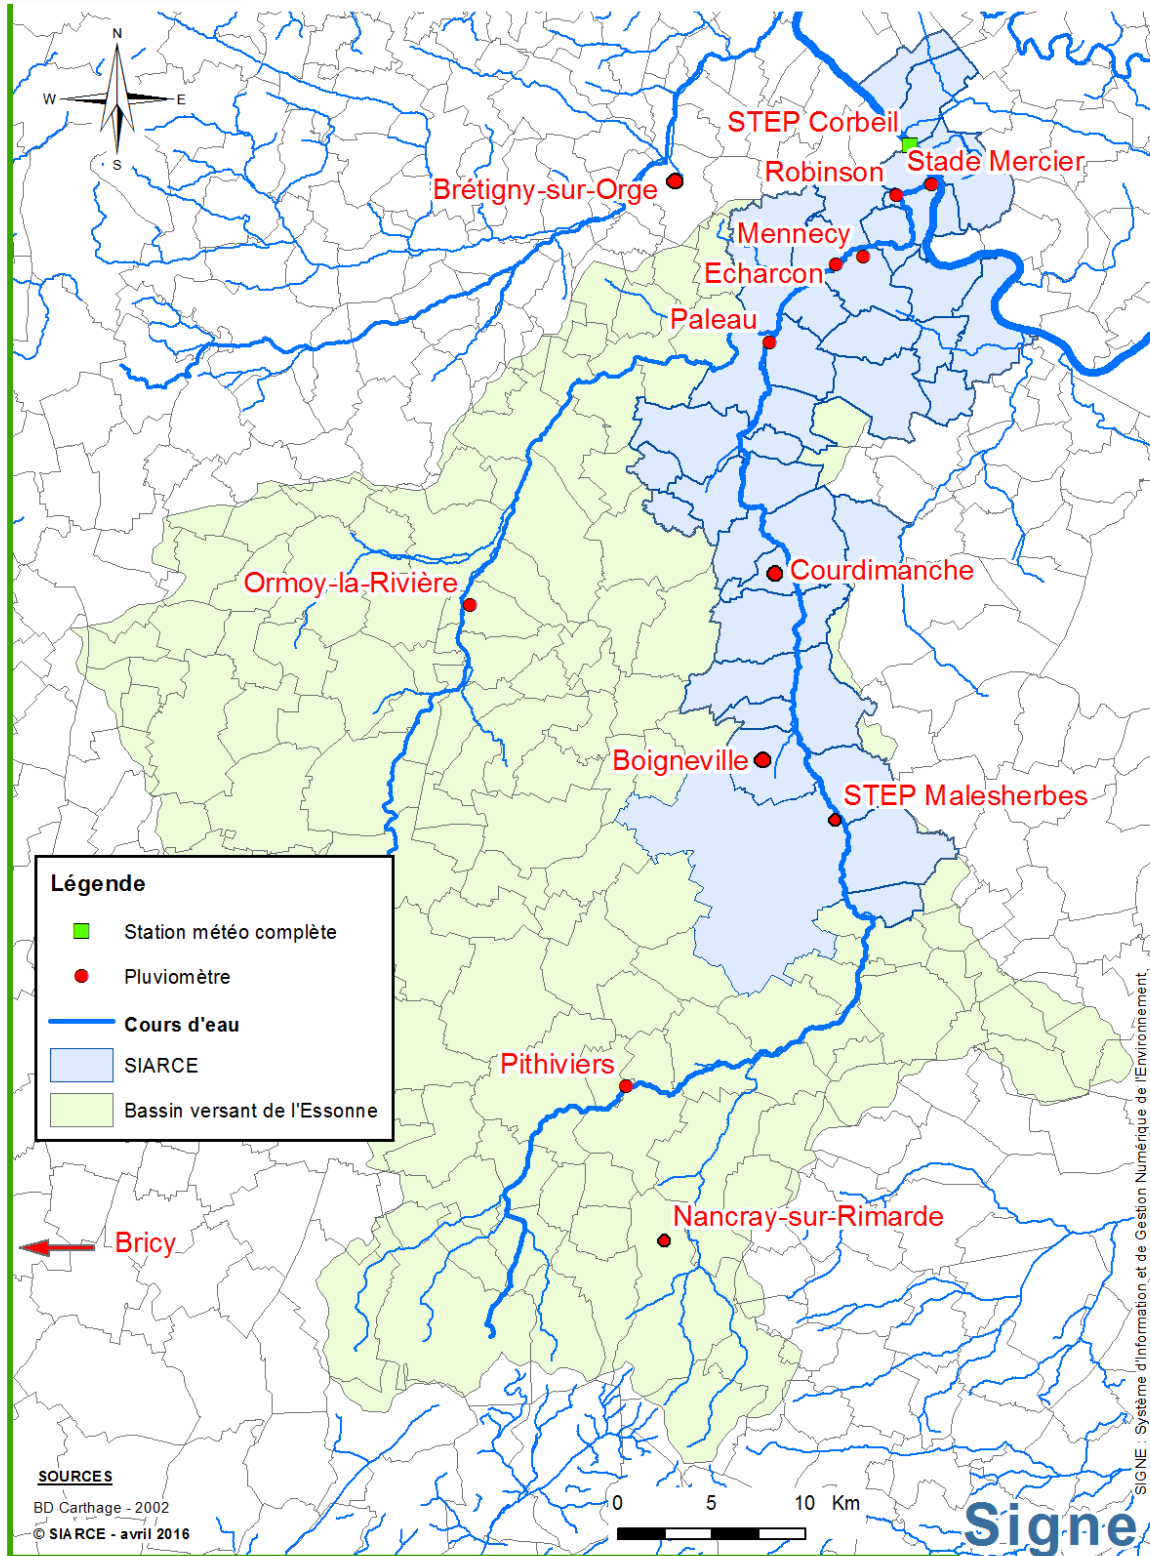 N
W
E
S
STEP Corbeil
Stade Mercier
Robinson
Brétigny-sur-Orge
Mennecy
Echarcon
Paleau
Courdimanche
Ormoy-la-Rivière
Boigneville
STEP Malesherbes
Légende
Station météo complète
Pluviomètre
Cours d'eau
SIARCE
Bassin versant de l'Essonne
Pithiviers
Nancray-sur-Rimarde
Bricy
SOURCES
BD Carthage - 2002
© SIARCE - avril 2016
0 5 10 Km
Signe
SIGNE : Système d'Information et de Gestion Numérique de l'Environnement